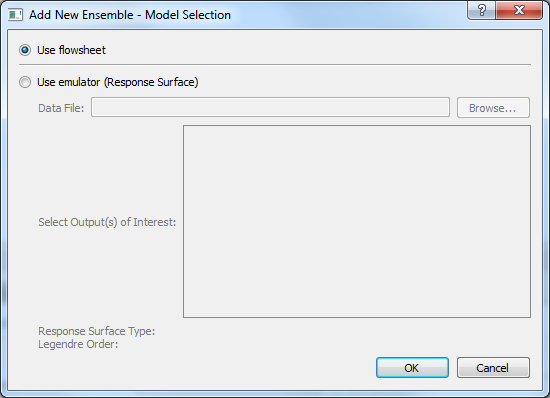 Add New Ensemble - Model Selection
?
Use flowsheet
Use emulator (Response Surface)
Data File:
Browse...
Select Output(s) of Interest:
Response Surface Type:
Legendre Order:
OK
Cancel